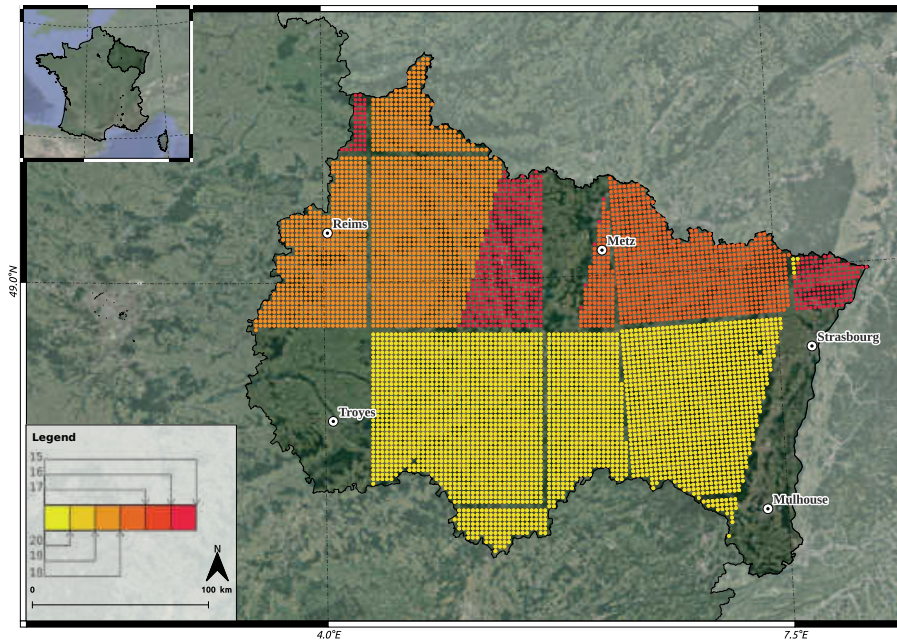 Reims
Metz
49.0°N
Strasbourg
Troyes
Legend
15
16
17
Mulhouse
20
19
18
N
0 100 km
4.0°E 7.5°E